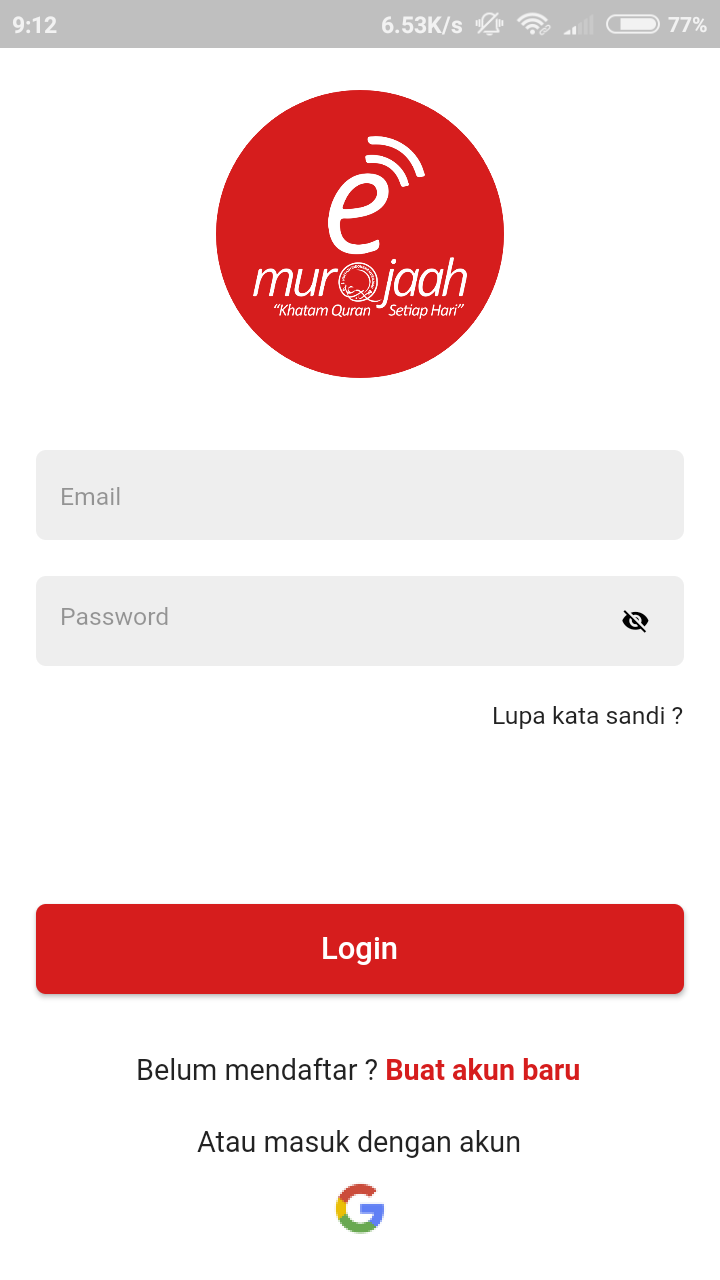 9:12 6.53K/s 77%
e
murQjaah
“Khatam Quran Setiap Hari”
Email
Password
Lupa kata sandi ?
Login
Belum mendaftar ? Buat akun baru
Atau masuk dengan akun
G